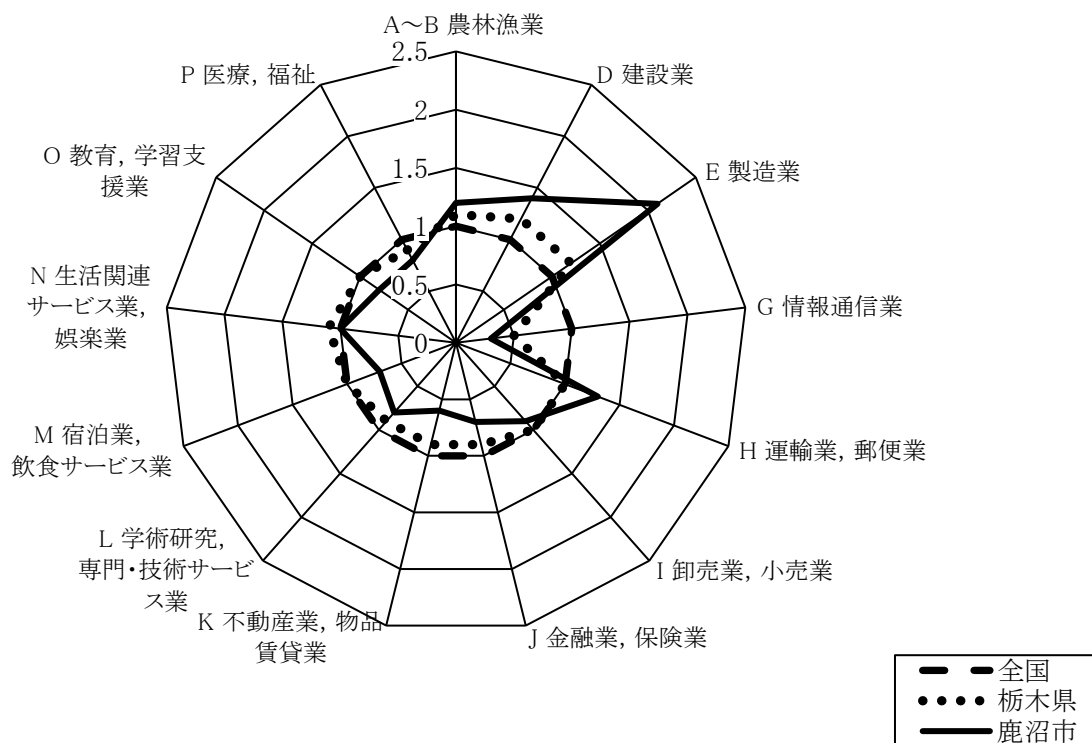 A～B 農林漁業
2.5
2
1.5
1
0.5
0
D 建設業
E 製造業
G 情報通信業
H 運輸業, 郵便業
I 卸売業, 小売業
J 金融業, 保険業
K 不動産業, 物品
賃貸業
L 学術研究,
専門・技術サービ
ス業
M 宿泊業,
飲食サービス業
N 生活関連
サービス業,
娯楽業
O 教育, 学習支
援業
P 医療, 福祉
全国
栃木県
鹿沼市